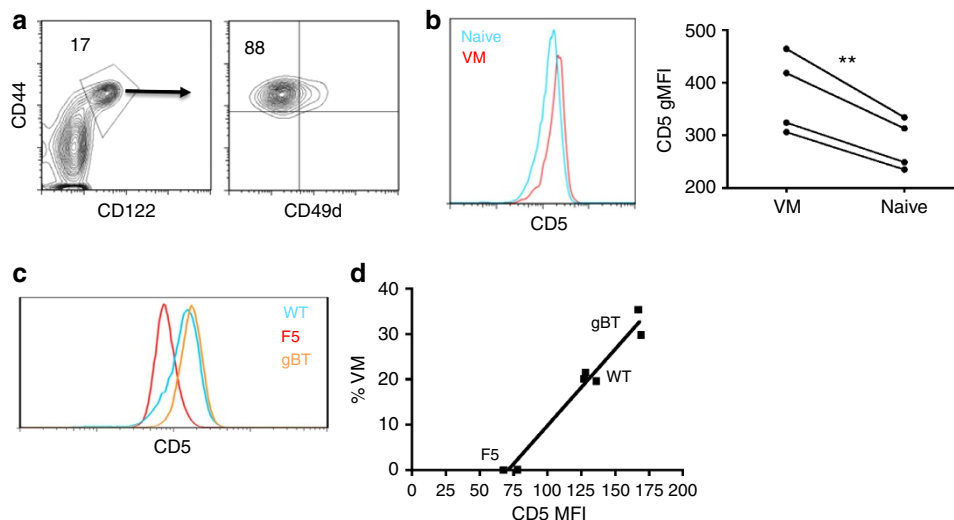 a
17
CD44
CD122
88
CD49d
b
Naive
VM
CD5
CD5 gMFI
500
400
300
200
**
VM
Naive
c
WT
F5
gBT
CD5
d
% VM
40
30
20
10
0
gBT
WT
F5
0 25 50 75 100 125 150 175 200
CD5 MFI